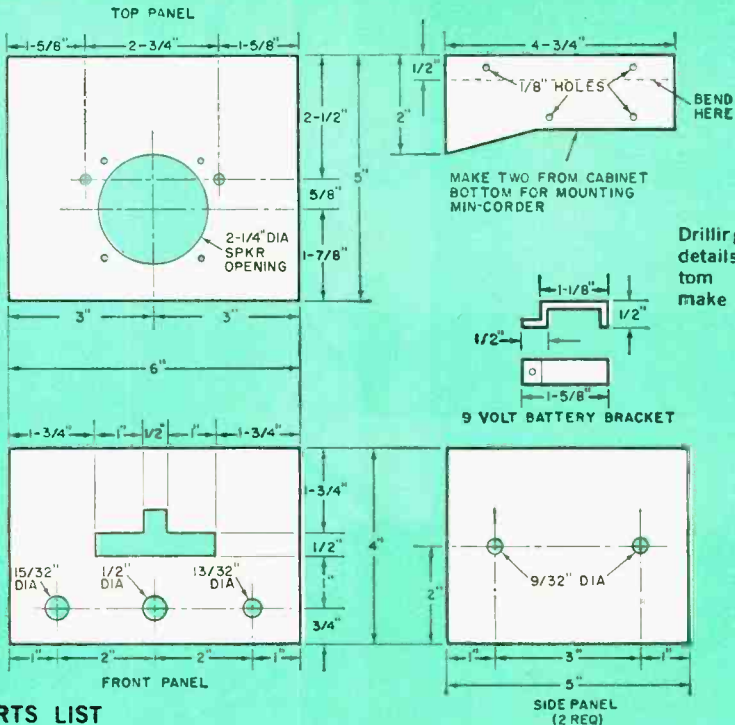 TOP PANEL
1-5/8" 2-3/4" 1-5/8"
2-1/2"
5/8"
1-7/8"
5"
2-1/4" DIA
SPKR
OPENING
3" 3"
6"
4-3/4"
1/2"
2"
1/8" HOLES
BEND
HERE
MAKE TWO FROM CABINET
BOTTOM FOR MOUNTING
MIN-CORDER
Drilling
details
tom
make
1-1/8"
1/2"
1/2"
1-5/8"
9 VOLT BATTERY BRACKET
1-3/4" 1" 1/2" 1" 1-3/4"
1-3/4"
1/2"
1"
3/4"
4"
15/32"
DIA
1/2"
DIA
13/32"
DIA
1" 2" 2" 1"
FRONT PANEL
9/32" DIA
2"
1" 3" 1"
5"
SIDE PANEL
(2 REQ)
RTS LIST